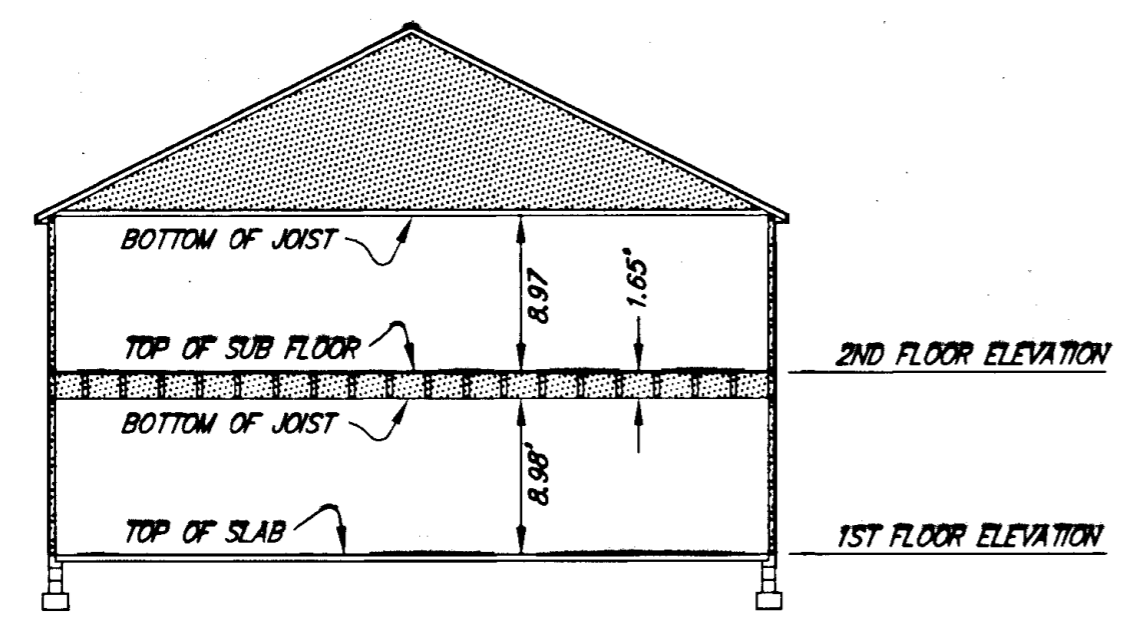 BOTTOM OF JOIST
8.97
1.65"
TOP OF SUB FLOOR
2ND FLOOR ELEVATION
BOTTOM OF JOIST
8.98'
TOP OF SLAB
1ST FLOOR ELEVATION